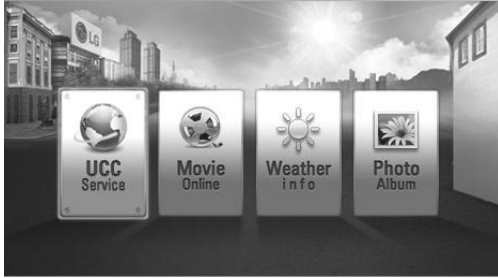 LG
UCC
Service
Movie
Online
Weather
info
Photo
Album